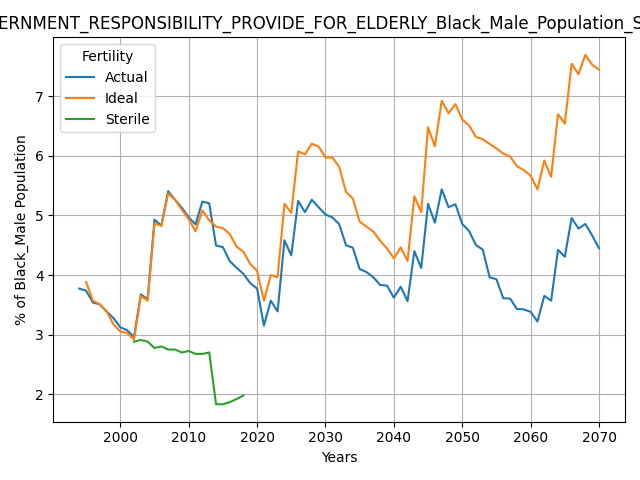 ERNMENT_RESPONSIBILITY_PROVIDE_FOR_ELDERLY_Black_Male_Population_S
Fertility
Actual
Ideal
Sterile
% of Black_Male Population
7
6
5
4
3
2
2000 2010 2020 2030 2040 2050 2060 2070
Years